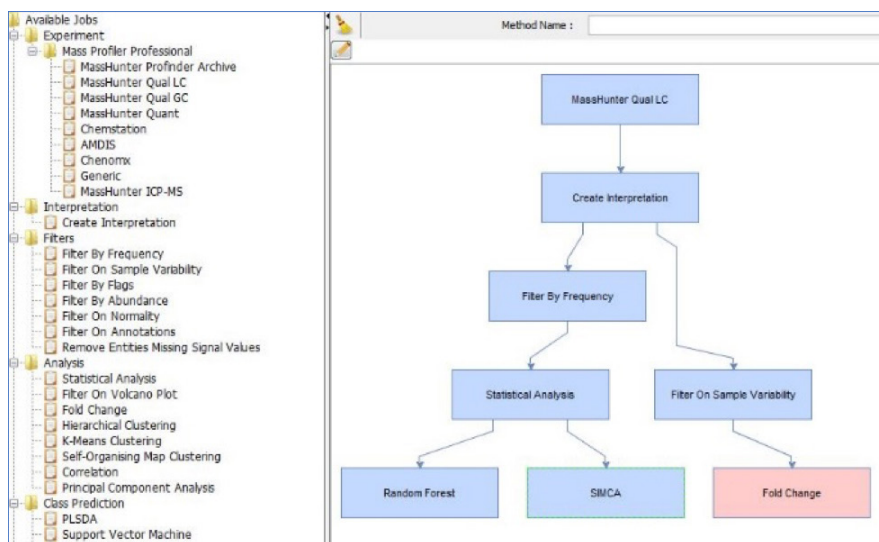 Available Jobs
Experiment
Mass Profiler Professional
MassHunter Profinder Archive
MassHunter Qual LC
MassHunter Qual GC
MassHunter Quant
Chemstation
AMDIS
Chenomx
Generic
MassHunter ICP-MS
Interpretation
Create Interpretation
Filters
Filter By Frequency
Filter On Sample Variability
Filter By Flags
Filter By Abundance
Filter On Normality
Filter On Annotations
Remove Entities Missing Signal Values
Analysis
Statistical Analysis
Filter On Volcano Plot
Fold Change
Hierarchical Clustering
K-Means Clustering
Self-Organising Map Clustering
Correlation
Principal Component Analysis
Class Prediction
PLSDA
Support Vector Machine
Method Name :
MassHunter Qual LC
Create Interpretation
Filter By Frequency
Statistical Analysis
Filter On Sample Variability
Random Forest
SIMCA
Fold Change